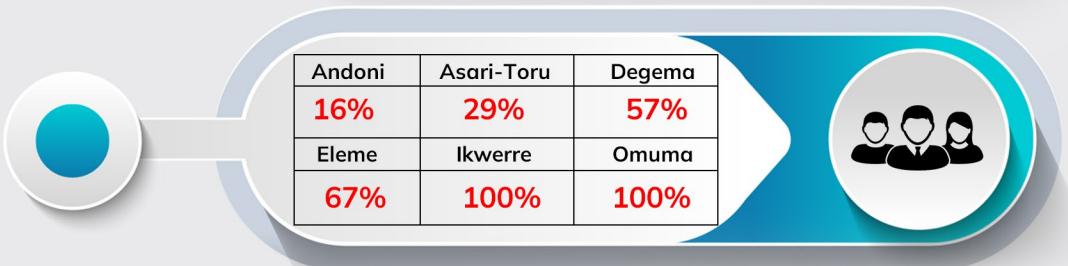 Andoni Asari-Toru Degema
16% 29% 57%
Eleme Ikwerre Omuma
67% 100% 100%